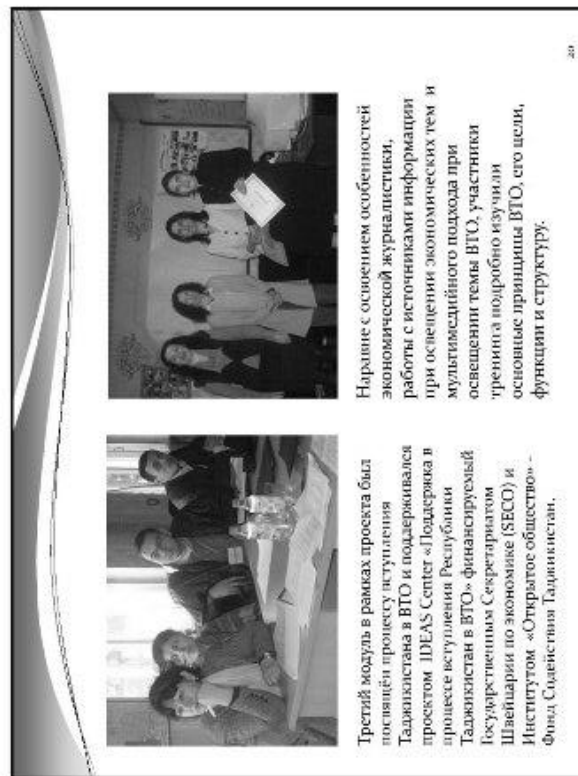 Третий модуль в рамках проекта был
посвящён процессу вступления
Таджикистана в ВТО и поддерживался
проектом IDEAS Center «Поддержка в
процессе вступления Республики
Таджикистан в ВТО» финансируемый
Государственным Секретариатом
Швейцарии по экономике (SECO) и
Институтом «Открытое общество» -
Фонд Содействия Таджикистан.
Наравне с освоением особенностей
экономической журналистики,
работы с источниками информации
при освещении экономических тем и
мультимедийного подхода при
освещении темы ВТО, участники
тренинга подробно изучили
основные принципы ВТО, его цели,
функции и структуру.
20